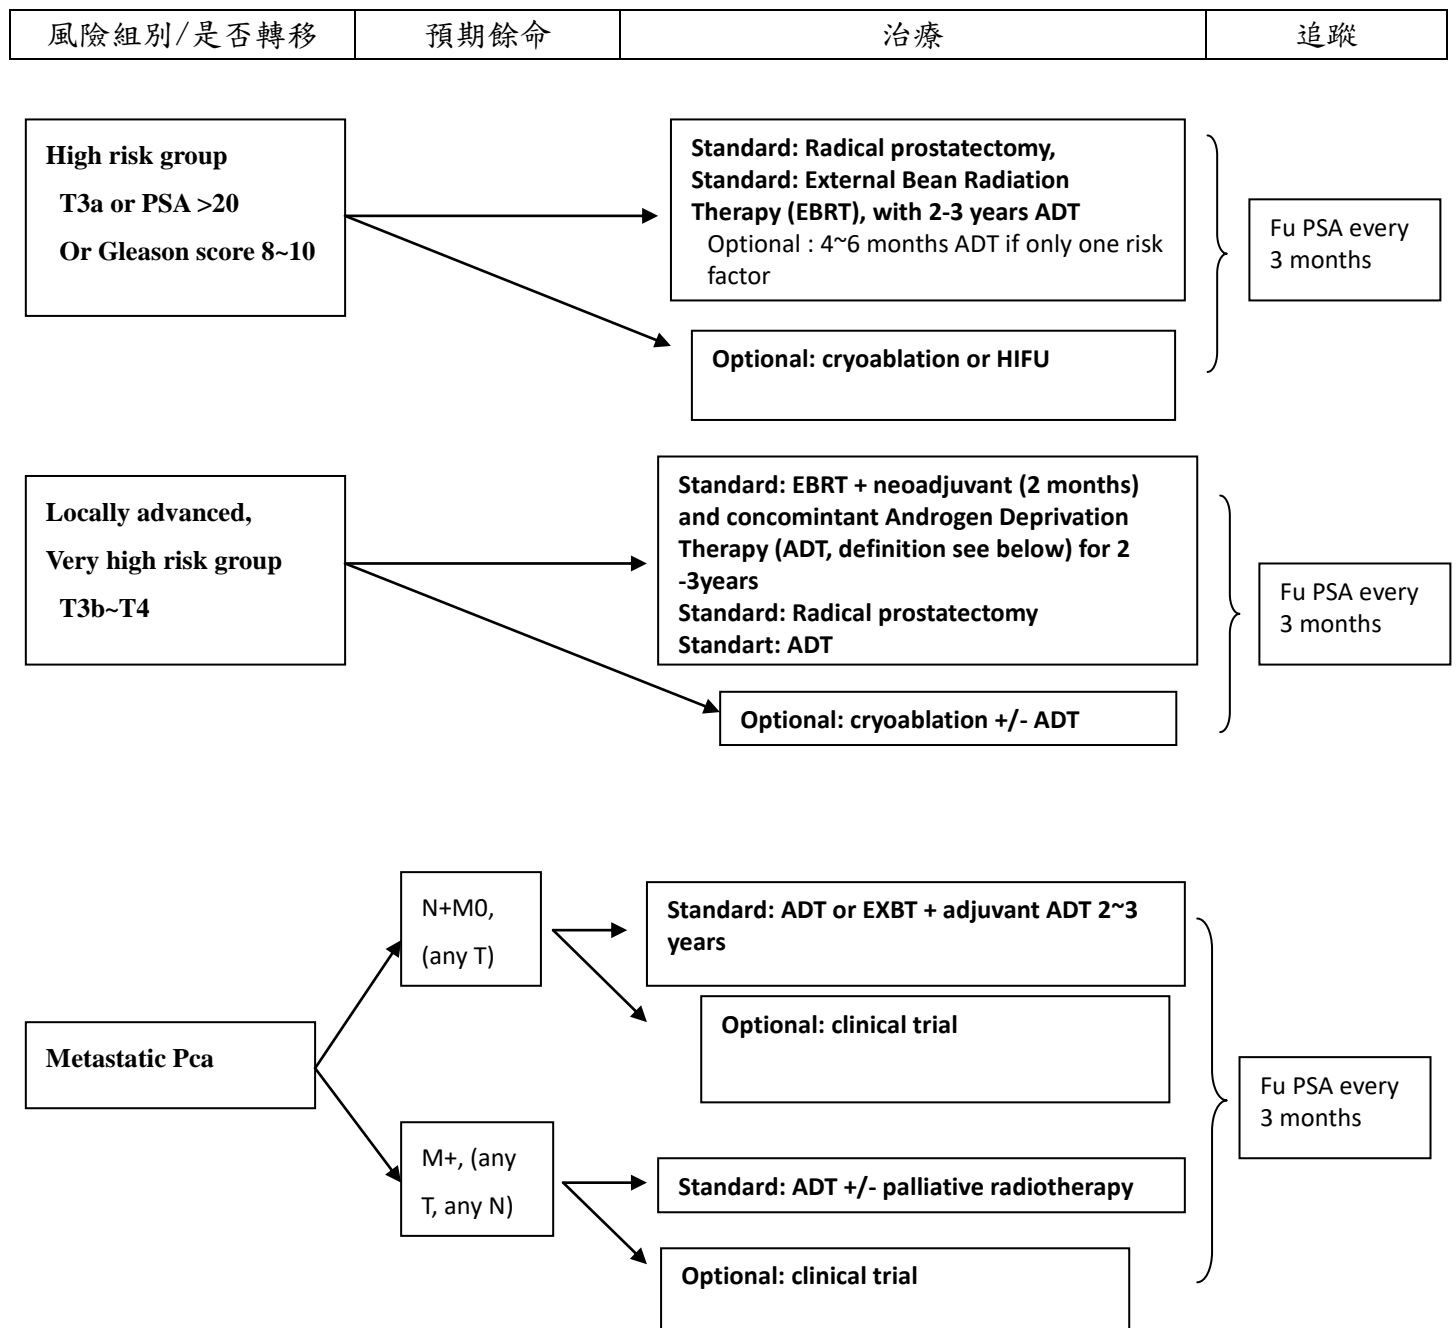 風險組別/是否轉移
預期餘命
治療
追蹤
High risk group
T3a or PSA >20
Or Gleason score 8~10
Standard: Radical prostatectomy,
Standard: External Bean Radiation
Therapy (EBRT), with 2-3 years ADT
Optional : 4~6 months ADT if only one risk
factor
Optional: cryoablation or HIFU
Fu PSA every
3 months
Locally advanced,
Very high risk group
T3b~T4
Standard: EBRT + neoadjuvant (2 months)
and concomintant Androgen Deprivation
Therapy (ADT, definition see below) for 2
-3years
Standard: Radical prostatectomy
Standart: ADT
Optional: cryoablation +/- ADT
Fu PSA every
3 months
Metastatic Pca
N+M0,
(any T)
Standard: ADT or EXBT + adjuvant ADT 2~3
years
Optional: clinical trial
M+, (any
T, any N)
Standard: ADT +/- palliative radiotherapy
Optional: clinical trial
Fu PSA every
3 months